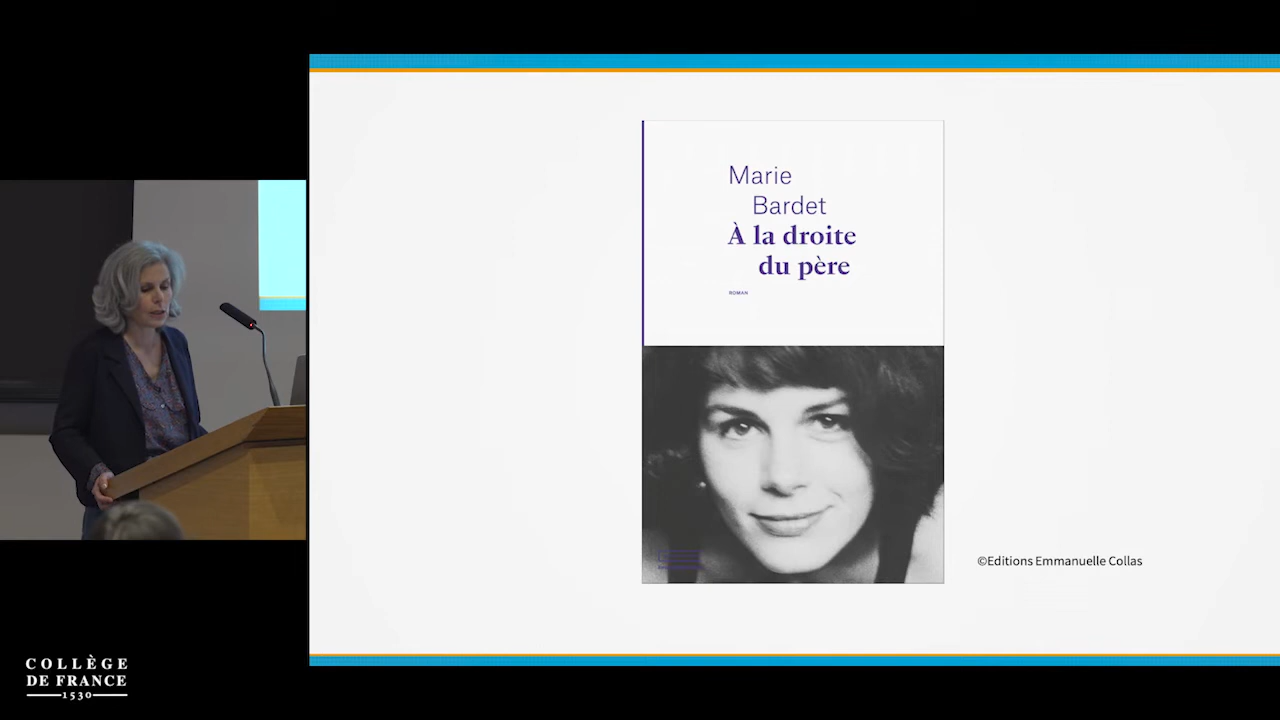 Marie
Bardet
À la droite
du père
ROMAN
©Editions Emmanuelle Collas
COLLÈGE
DE FRANCE
1530